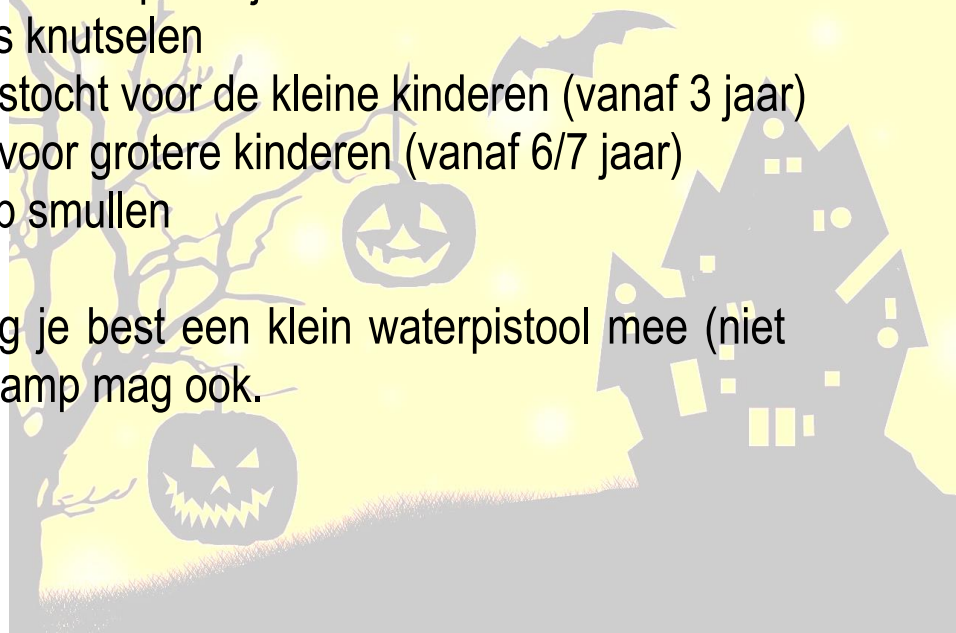 s knutselen
stocht voor de kleine kinderen (vanaf 3 jaar)
voor grotere kinderen (vanaf 6/7 jaar)
smullen
g je best een klein waterpistool mee (niet
amp mag ook.